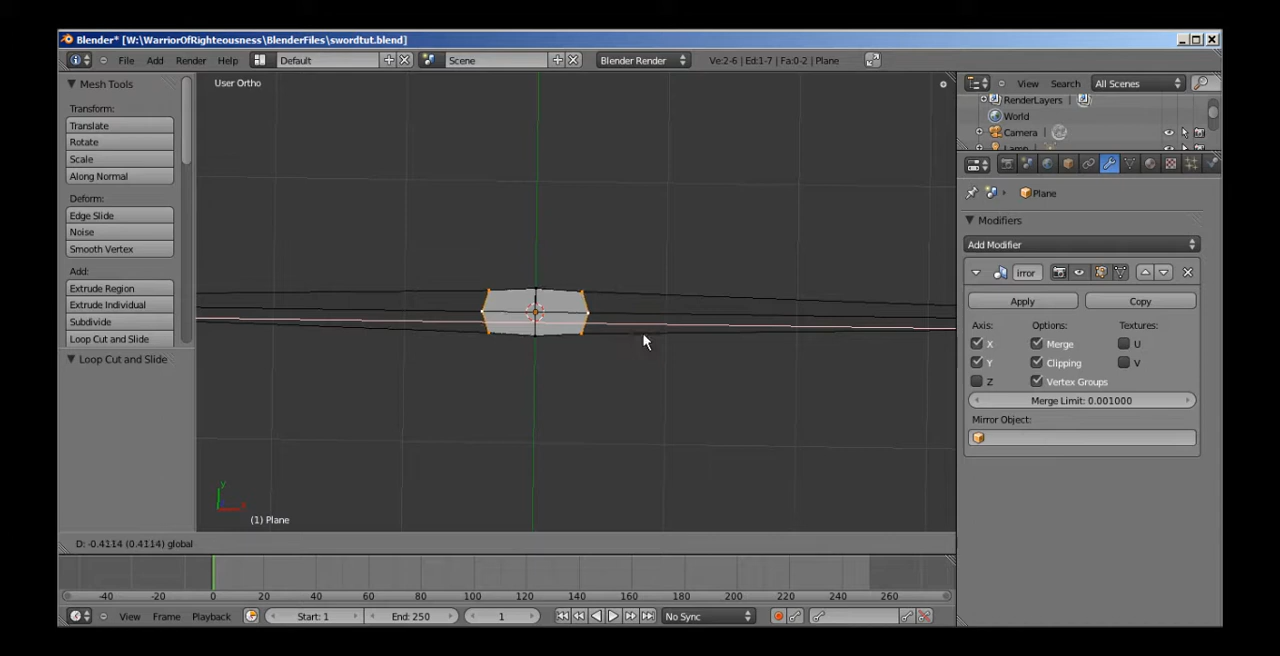 Blender* [W:\WarriorOfRighteousness\BlenderFiles\swordtut.blend]
File Add Render Help Default Scene Blender Render Ve:2-6 | Ed:1-7 | Fa:0-2 | Plane
View Search All Scenes
Mesh Tools
User Ortho
RenderLayers
World
Camera
Lamp
Transform:
Translate
Rotate
Scale
Along Normal
Deform:
Edge Slide
Noise
Smooth Vertex
Add:
Extrude Region
Extrude Individual
Subdivide
Loop Cut and Slide
Loop Cut and Slide
Plane
Modifiers
Add Modifier
irror
Apply Copy
Axis: Options: Textures:
X Merge U
Y Clipping V
Z Vertex Groups
Merge Limit: 0.001000
Mirror Object:
y
x
(1) Plane
D: -0.4114 (0.4114) global
-40 -20 0 20 40 60 80 100 120 140 160 180 200 220 240 260
View Frame Playback Start: 1 End: 250 1 No Sync